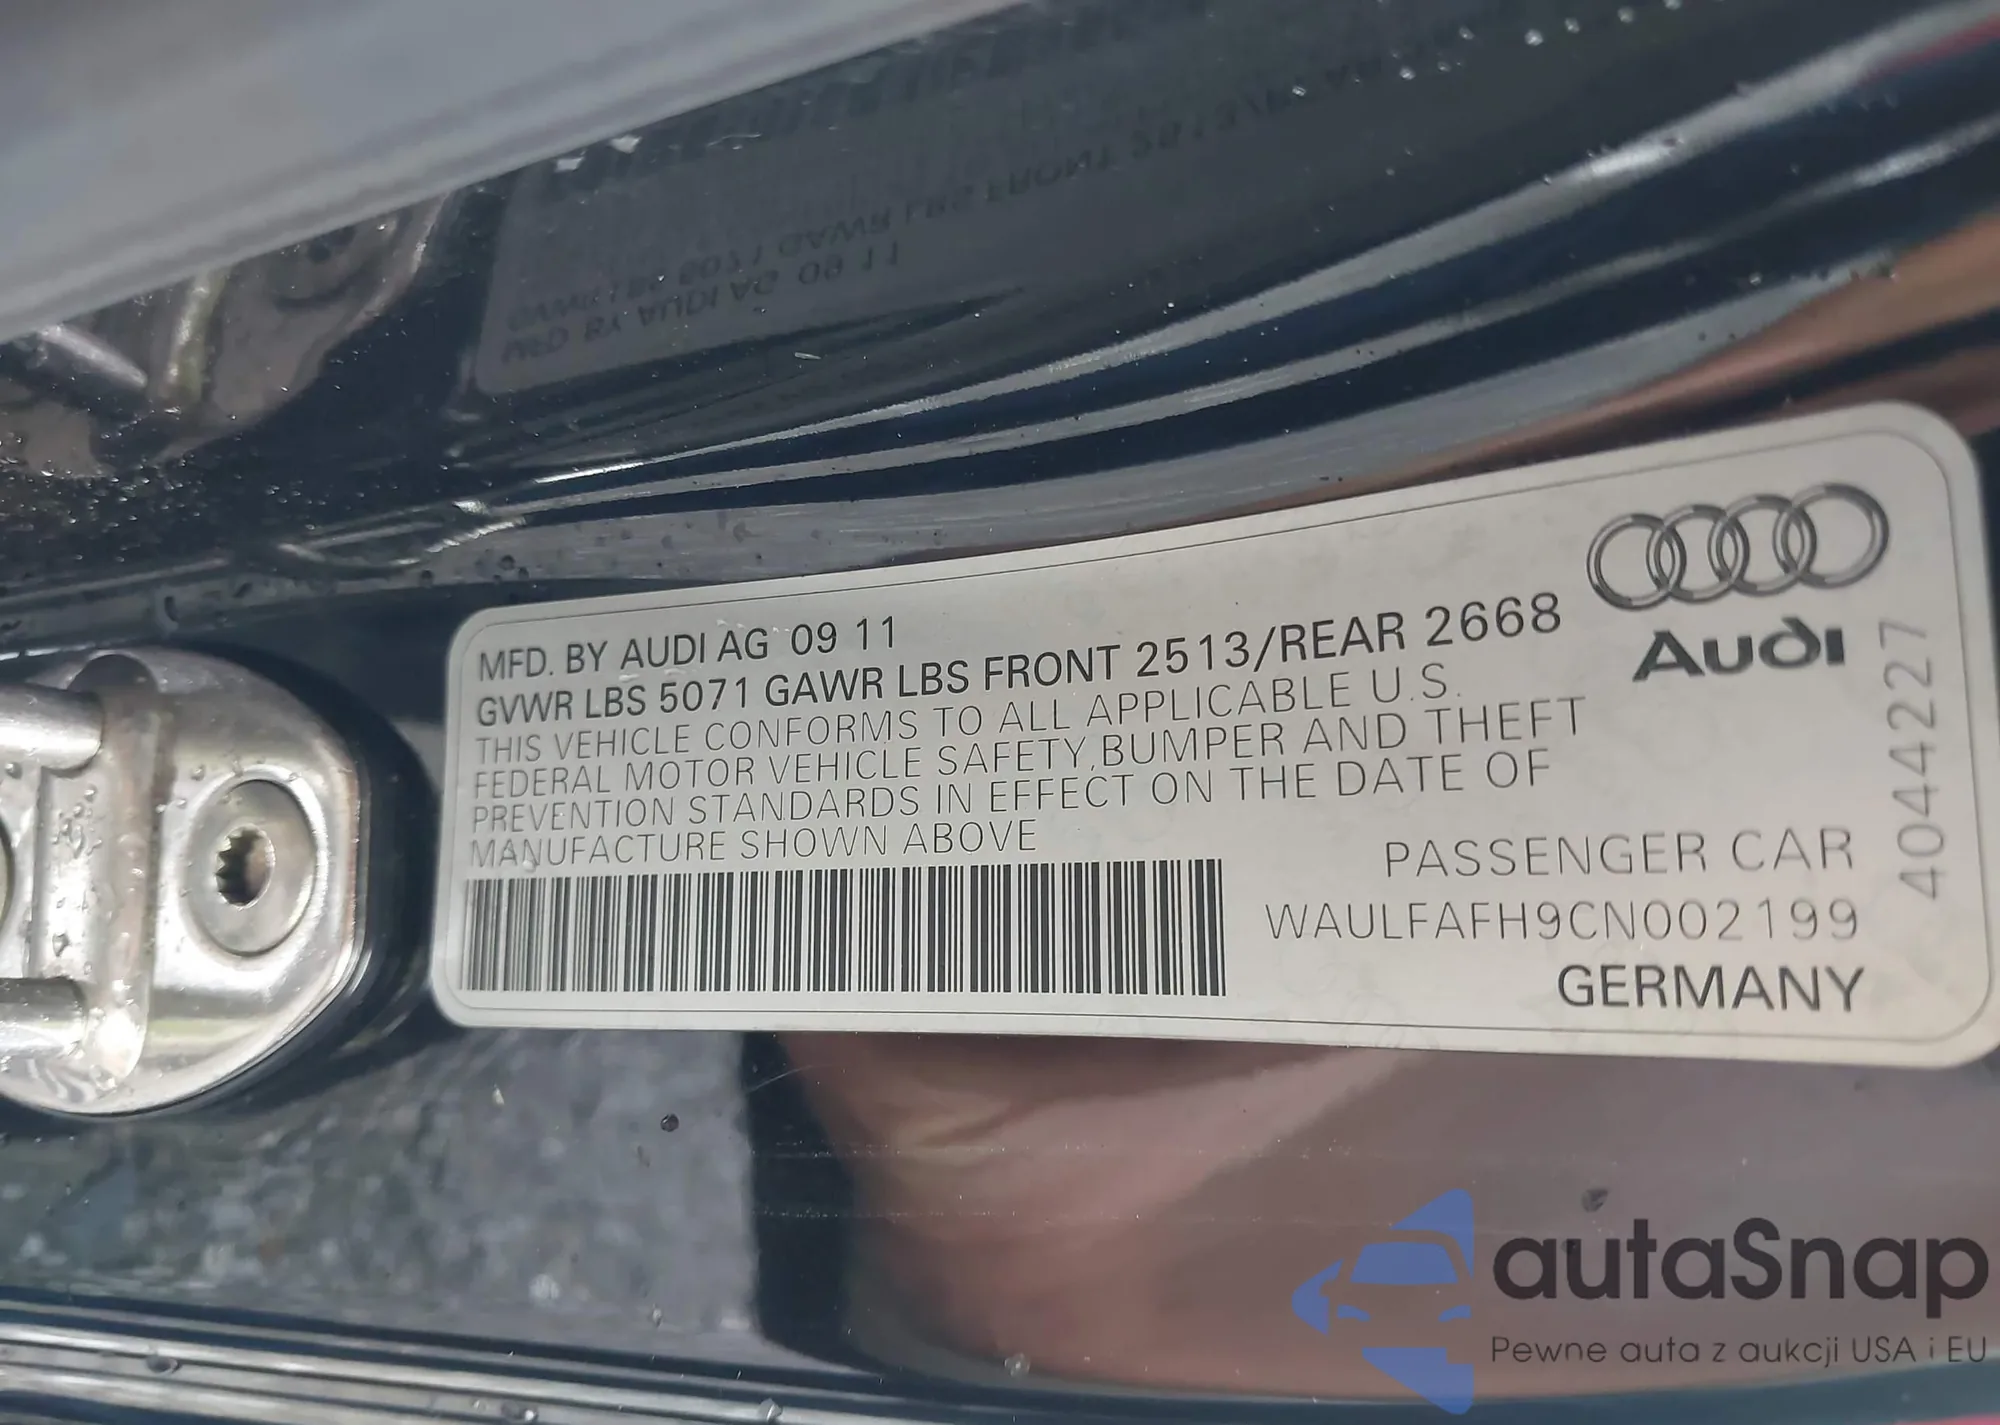 MFD. BY AUDI AG 09 11
GVWR LBS 5071 GAWR LBS FRONT 2513/REAR 2668
THIS VEHICLE CONFORMS TO ALL APPLICABLE U.S.
FEDERAL MOTOR VEHICLE SAFETY,BUMPER AND THEFT
PREVENTION STANDARDS IN EFFECT ON THE DATE OF
MANUFACTURE SHOWN ABOVE
Audi
4044227
PASSENGER CAR
WAULFAFH9CN002199
GERMANY
autaSnap
Pewne auta z aukcji USA i EU